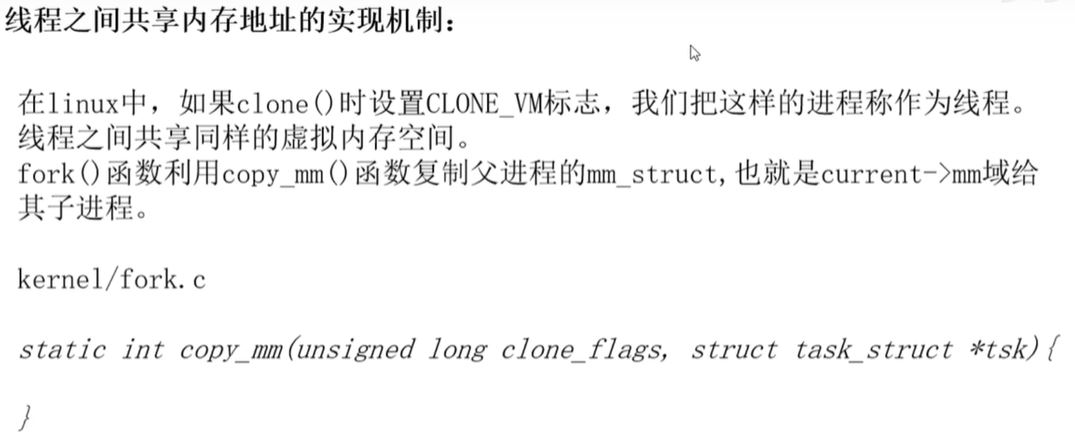 线程之间共享内存地址的实现机制：
在linux中，如果clone()时设置CLONE_VM标志，我们把这样的进程称作为线程。
线程之间共享同样的虚拟内存空间。
fork()函数利用copy_mm()函数复制父进程的mm_struct,也就是current->mm域给
其子进程。
kernel/fork.c
static int copy_mm(unsigned long clone_flags, struct task_struct *tsk){
}